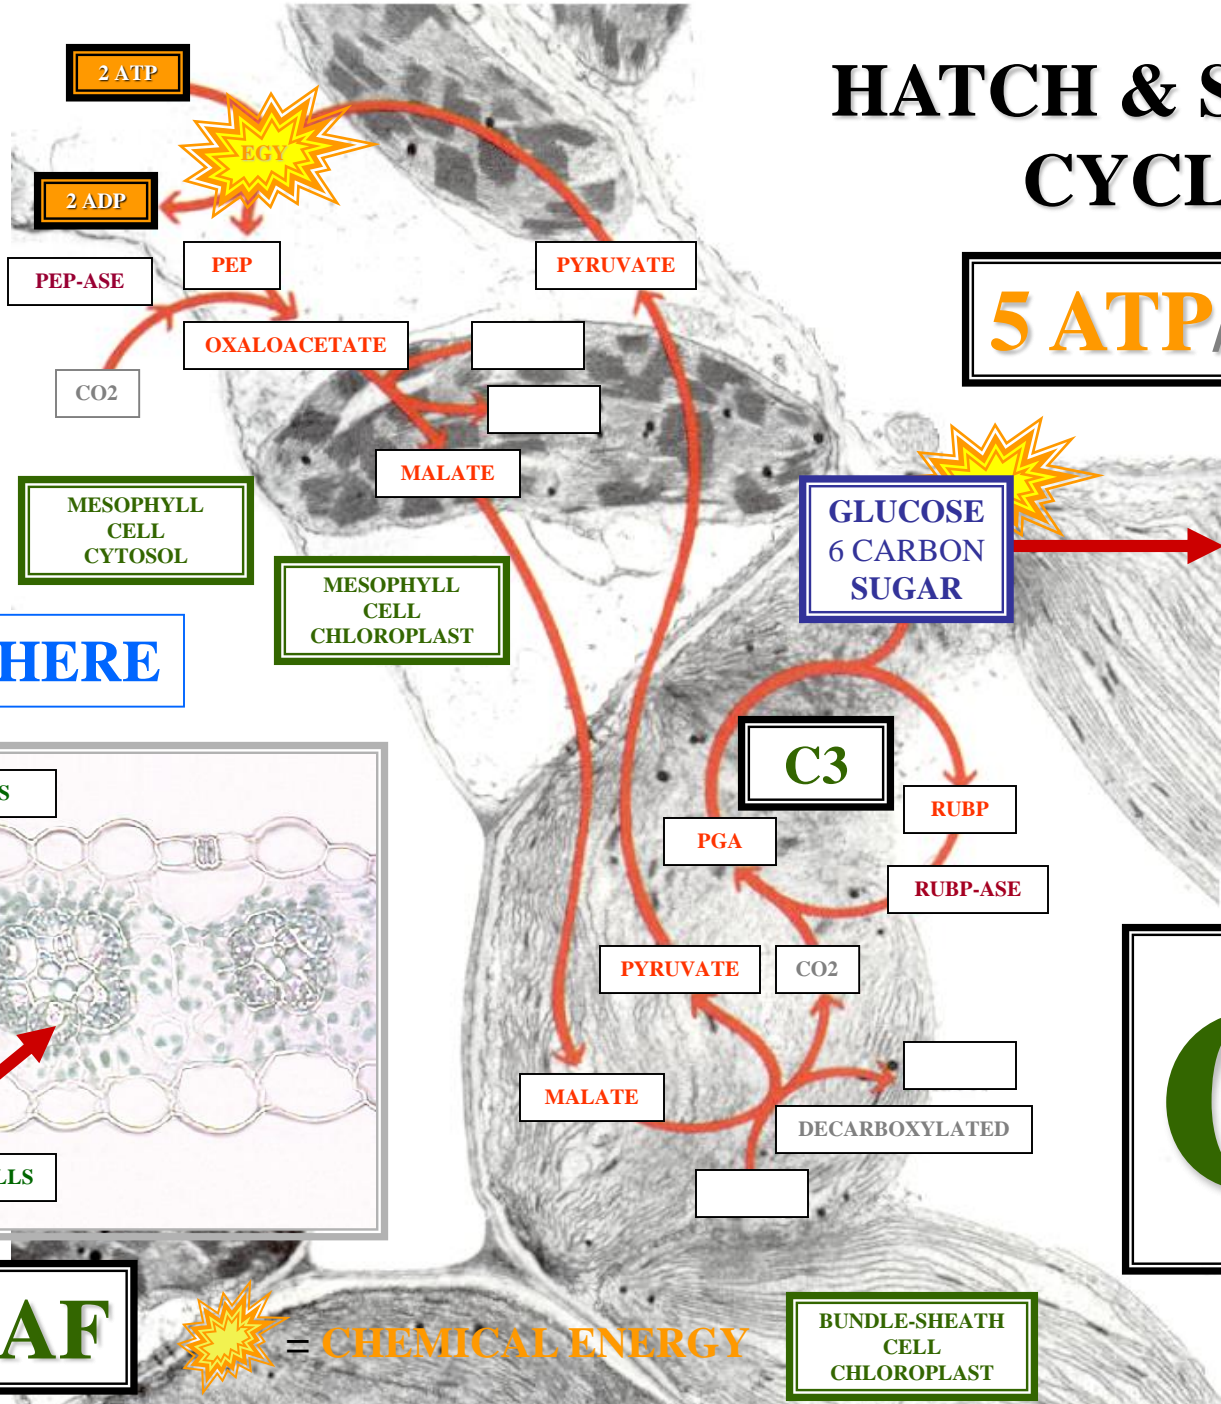 HATCH & S
CYCL
2 ATP
EGY
2 ADP
PEP-ASE
PEP
PYRUVATE
5 ATP/
OXALOACETATE
CO2
MALATE
MESOPHYLL
CELL
CYTOSOL
GLUCOSE
6 CARBON
SUGAR
MESOPHYLL
CELL
CHLOROPLAST
HERE
C3
S
RUBP
PGA
RUBP-ASE
PYRUVATE
CO2
MALATE
DECARBOXYLATED
LLS
AF
= CHEMICAL ENERGY
BUNDLE-SHEATH
CELL
CHLOROPLAST